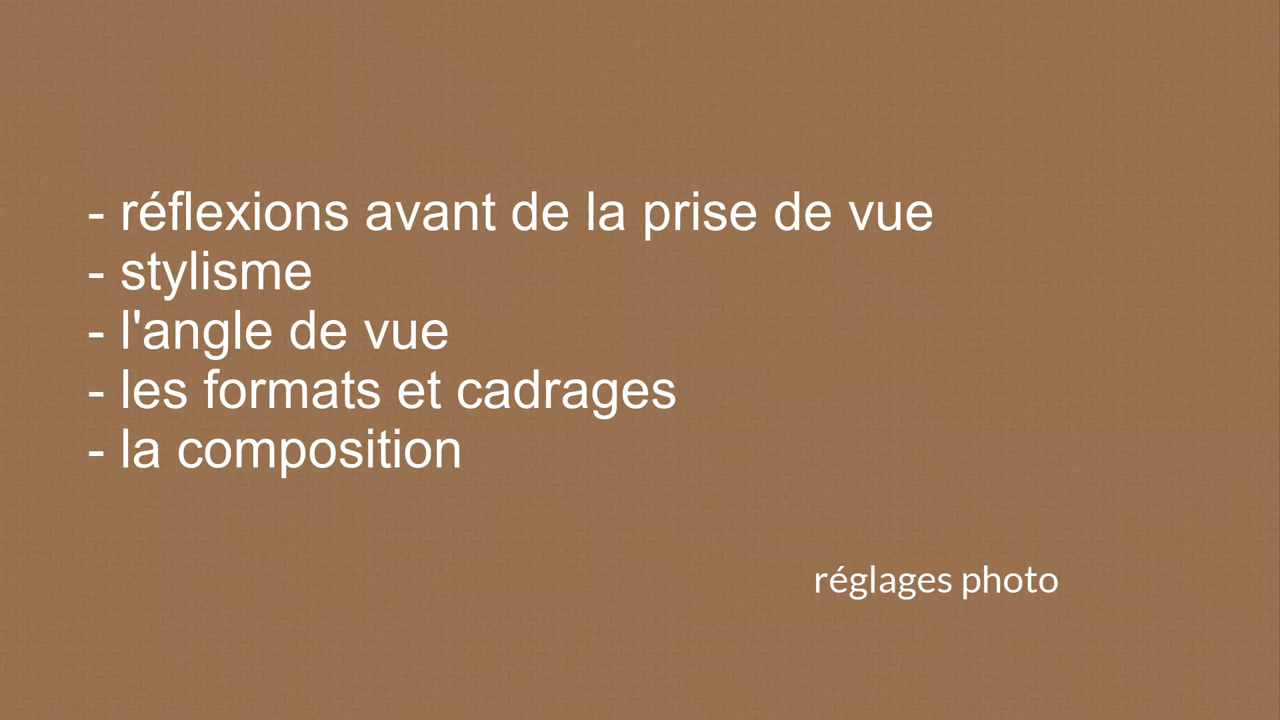 - réflexions avant de la prise de vue
- stylisme
- l'angle de vue
- les formats et cadrages
- la composition
réglages photo